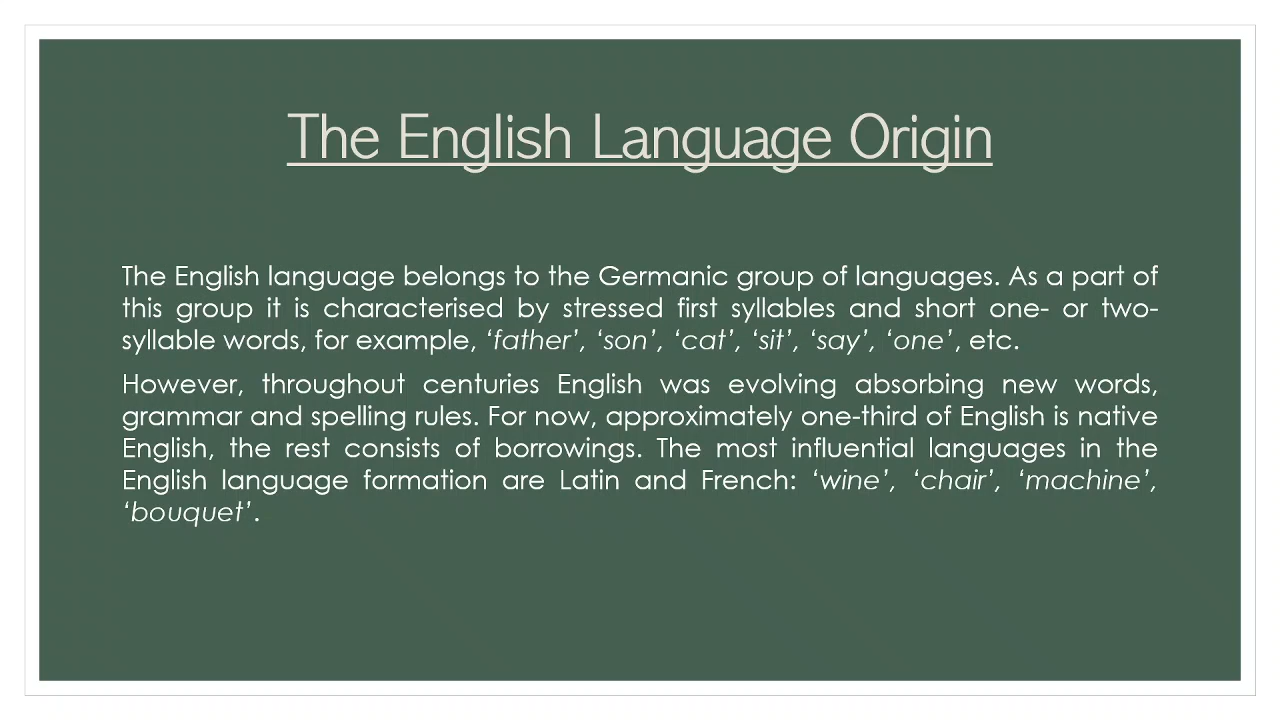 The English Language Origin
The English language belongs to the Germanic group of languages. As a part of
this group it is characterised by stressed first syllables and short one- or two-
syllable words, for example, ‘father’, ‘son’, ‘cat’, ‘sit’, ‘say’, ‘one’, etc.
However, throughout centuries English was evolving absorbing new words,
grammar and spelling rules. For now, approximately one-third of English is native
English, the rest consists of borrowings. The most influential languages in the
English language formation are Latin and French: ‘wine’, ‘chair’, ‘machine’,
‘bouquet’.